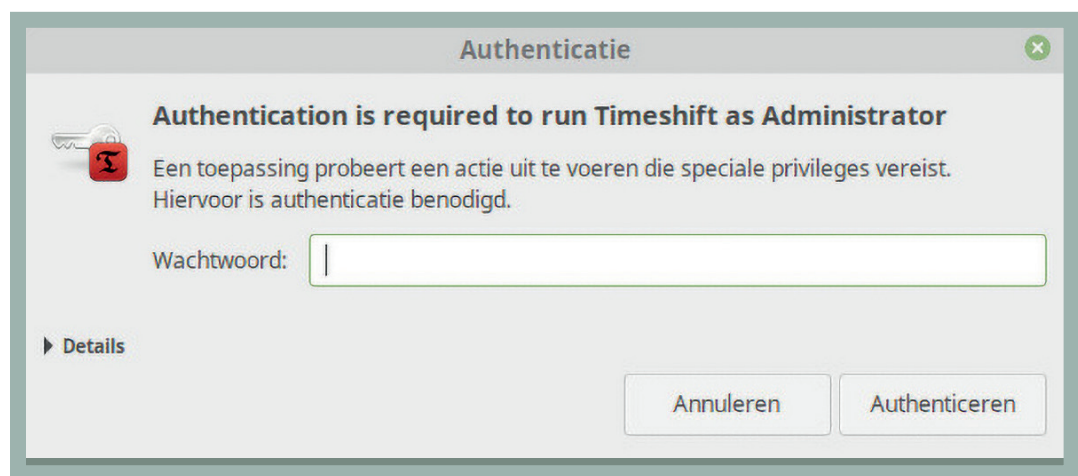 Authenticatie
Authentication is required to run Timeshift as Administrator
Een toepassing probeert een actie uit te voeren die speciale privileges vereist.
Hiervoor is authenticatie benodigd.
Wachtwoord:
Details
Annuleren
Authenticeren